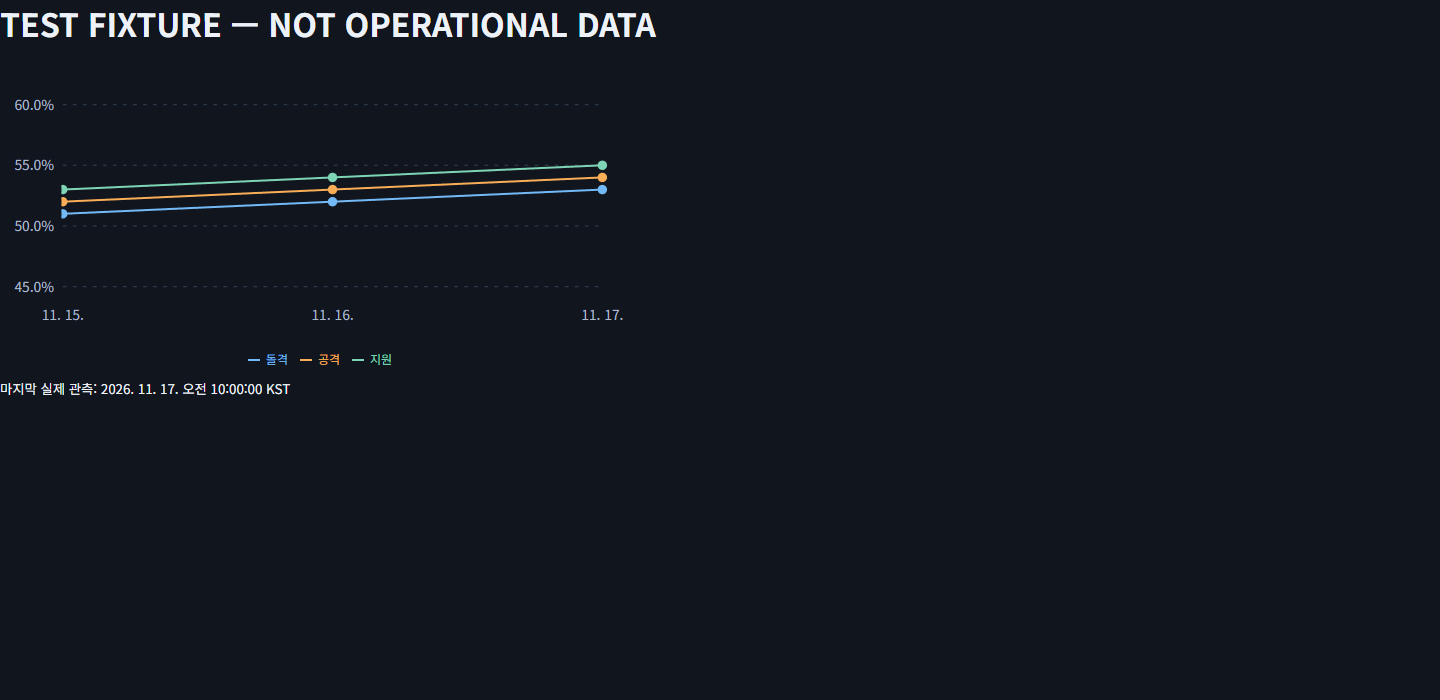 TEST FIXTURE — NOT OPERATIONAL DATA
60.0%
55.0%
50.0%
45.0%
11. 15. 11. 16. 11. 17.
돌격 공격 지원
마지막 실제 관측: 2026. 11. 17. 오전 10:00:00 KST